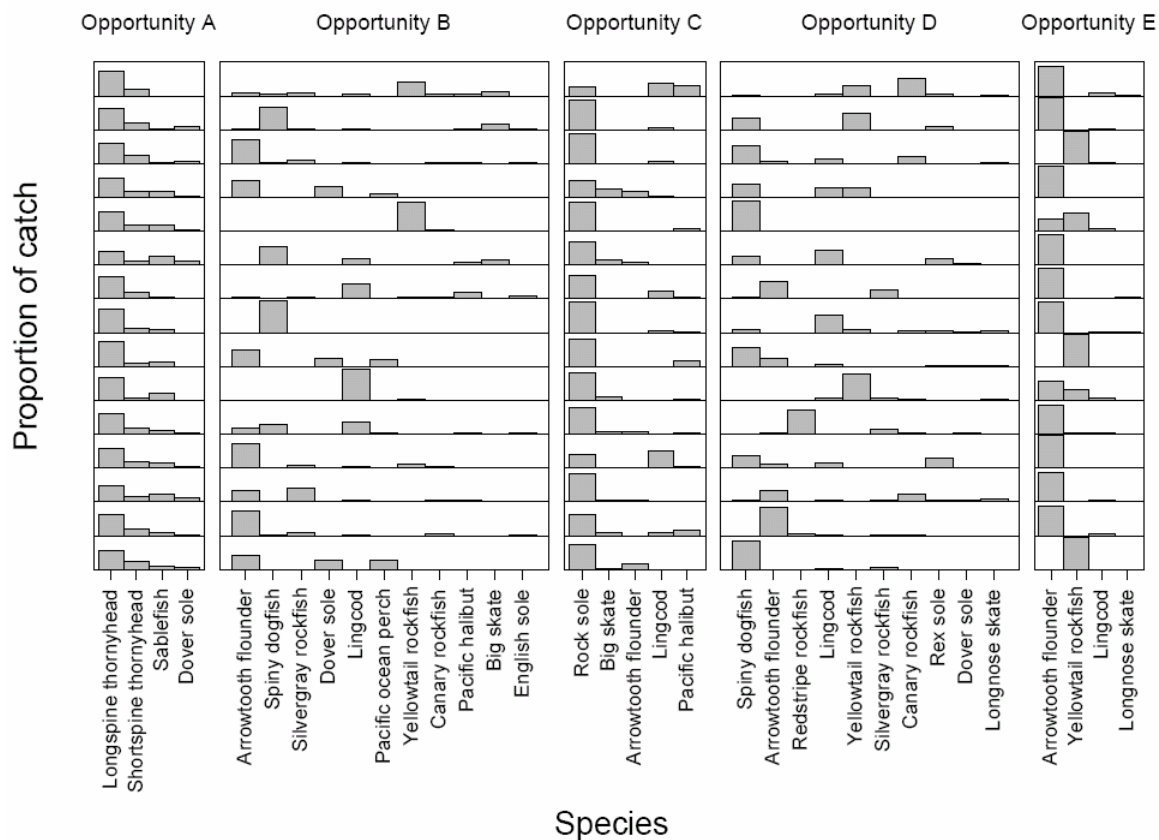 Opportunity A
Opportunity B
Opportunity C
Opportunity D
Opportunity E
Proportion of catch
Longspine thornyhead
Shortspine thornyhead
Sablefish
Dover sole
Arrowtooth flounder
Spiny dogfish
Silvergray rockfish
Dover sole
Lingcod
Pacific ocean perch
Yellowtail rockfish
Canary rockfish
Pacific halibut
Big skate
English sole
Rock sole
Big skate
Arrowtooth flounder
Lingcod
Pacific halibut
Spiny dogfish
Arrowtooth flounder
Redstripe rockfish
Lingcod
Yellowtail rockfish
Silvergray rockfish
Canary rockfish
Rex sole
Dover sole
Longnose skate
Arrowtooth flounder
Yellowtail rockfish
Lingcod
Longnose skate
Species